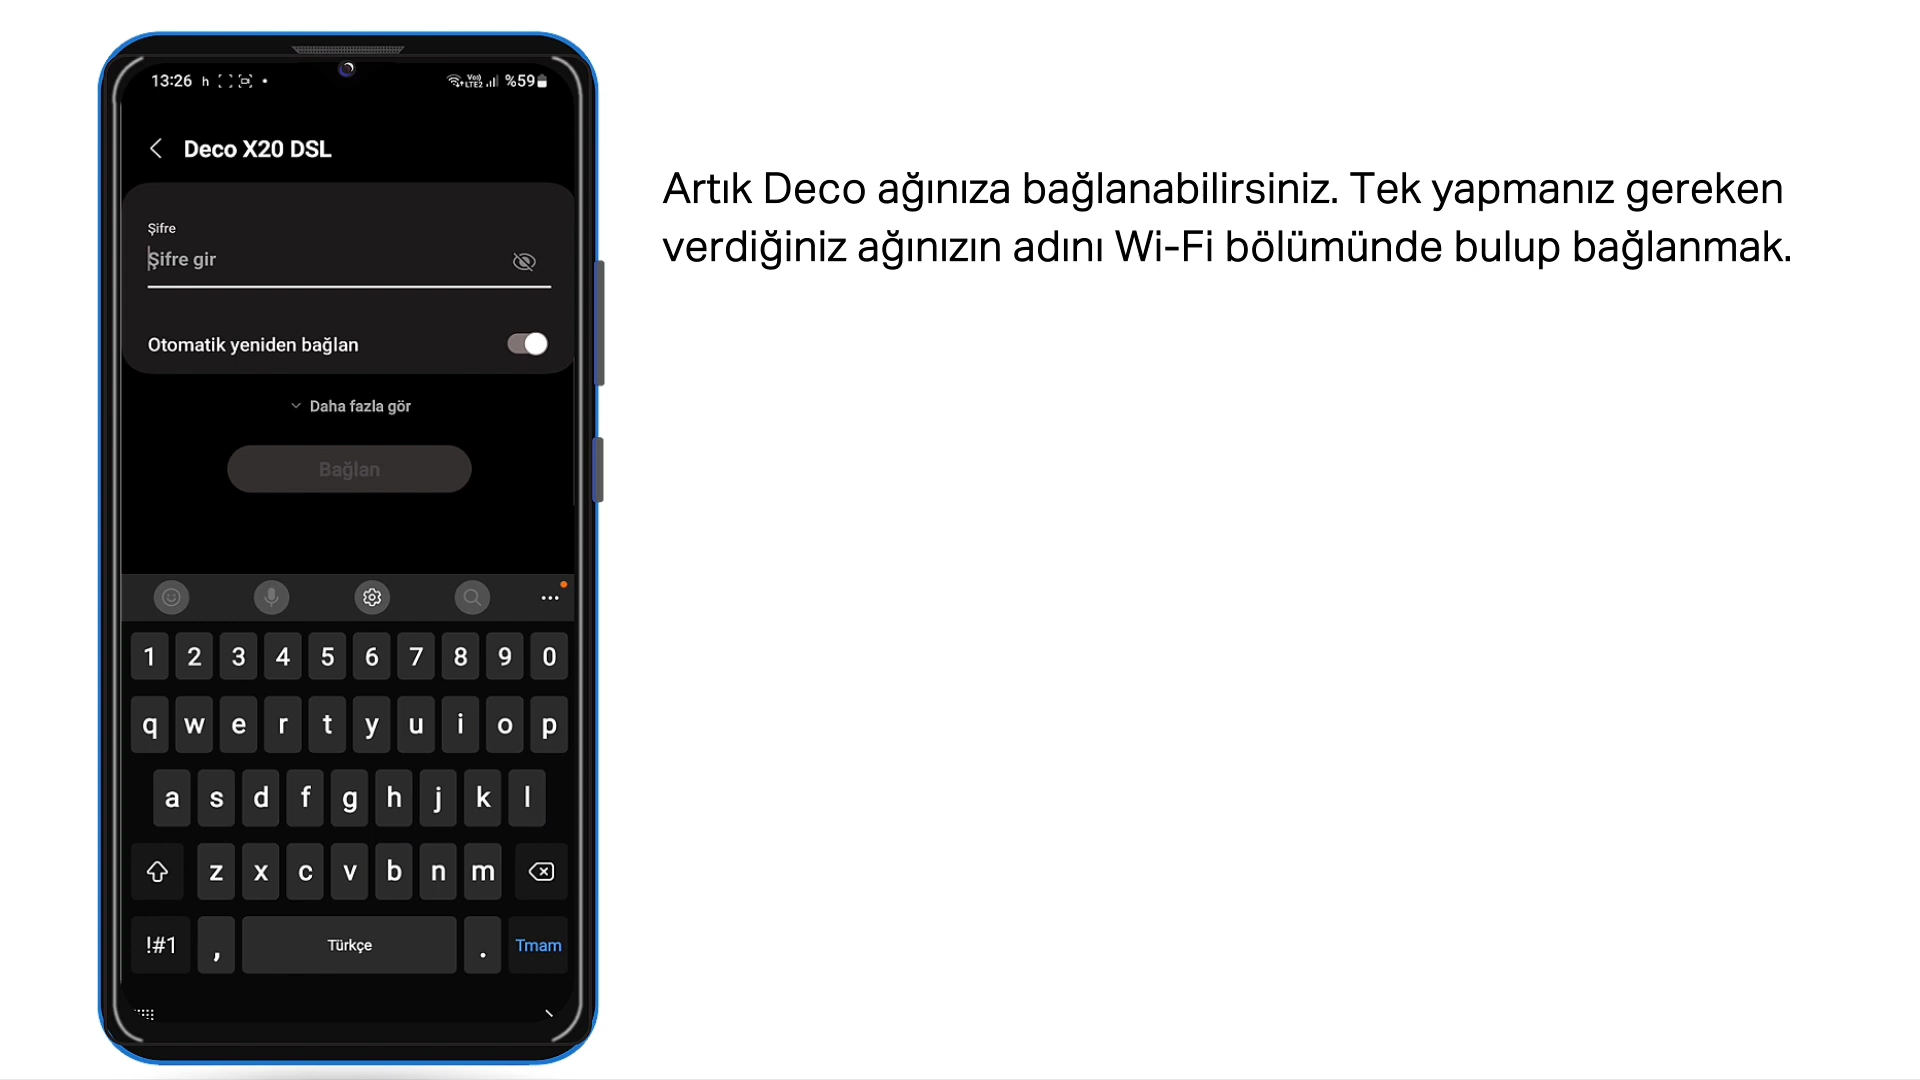 13:26 h
Voı) LTE2 %59
Deco X20 DSL
Şifre
Şifre gir
Otomatik yeniden bağlan
Daha fazla gör
Bağlan
1 2 3 4 5 6 7 8 9 0
q w e r t y u i o p
a s d f g h j k l
z x c v b n m
!#1 , Türkçe . Tmam
Artık Deco ağınıza bağlanabilirsiniz. Tek yapmanız gereken
verdiğiniz ağınızın adını Wi-Fi bölümünde bulup bağlanmak.